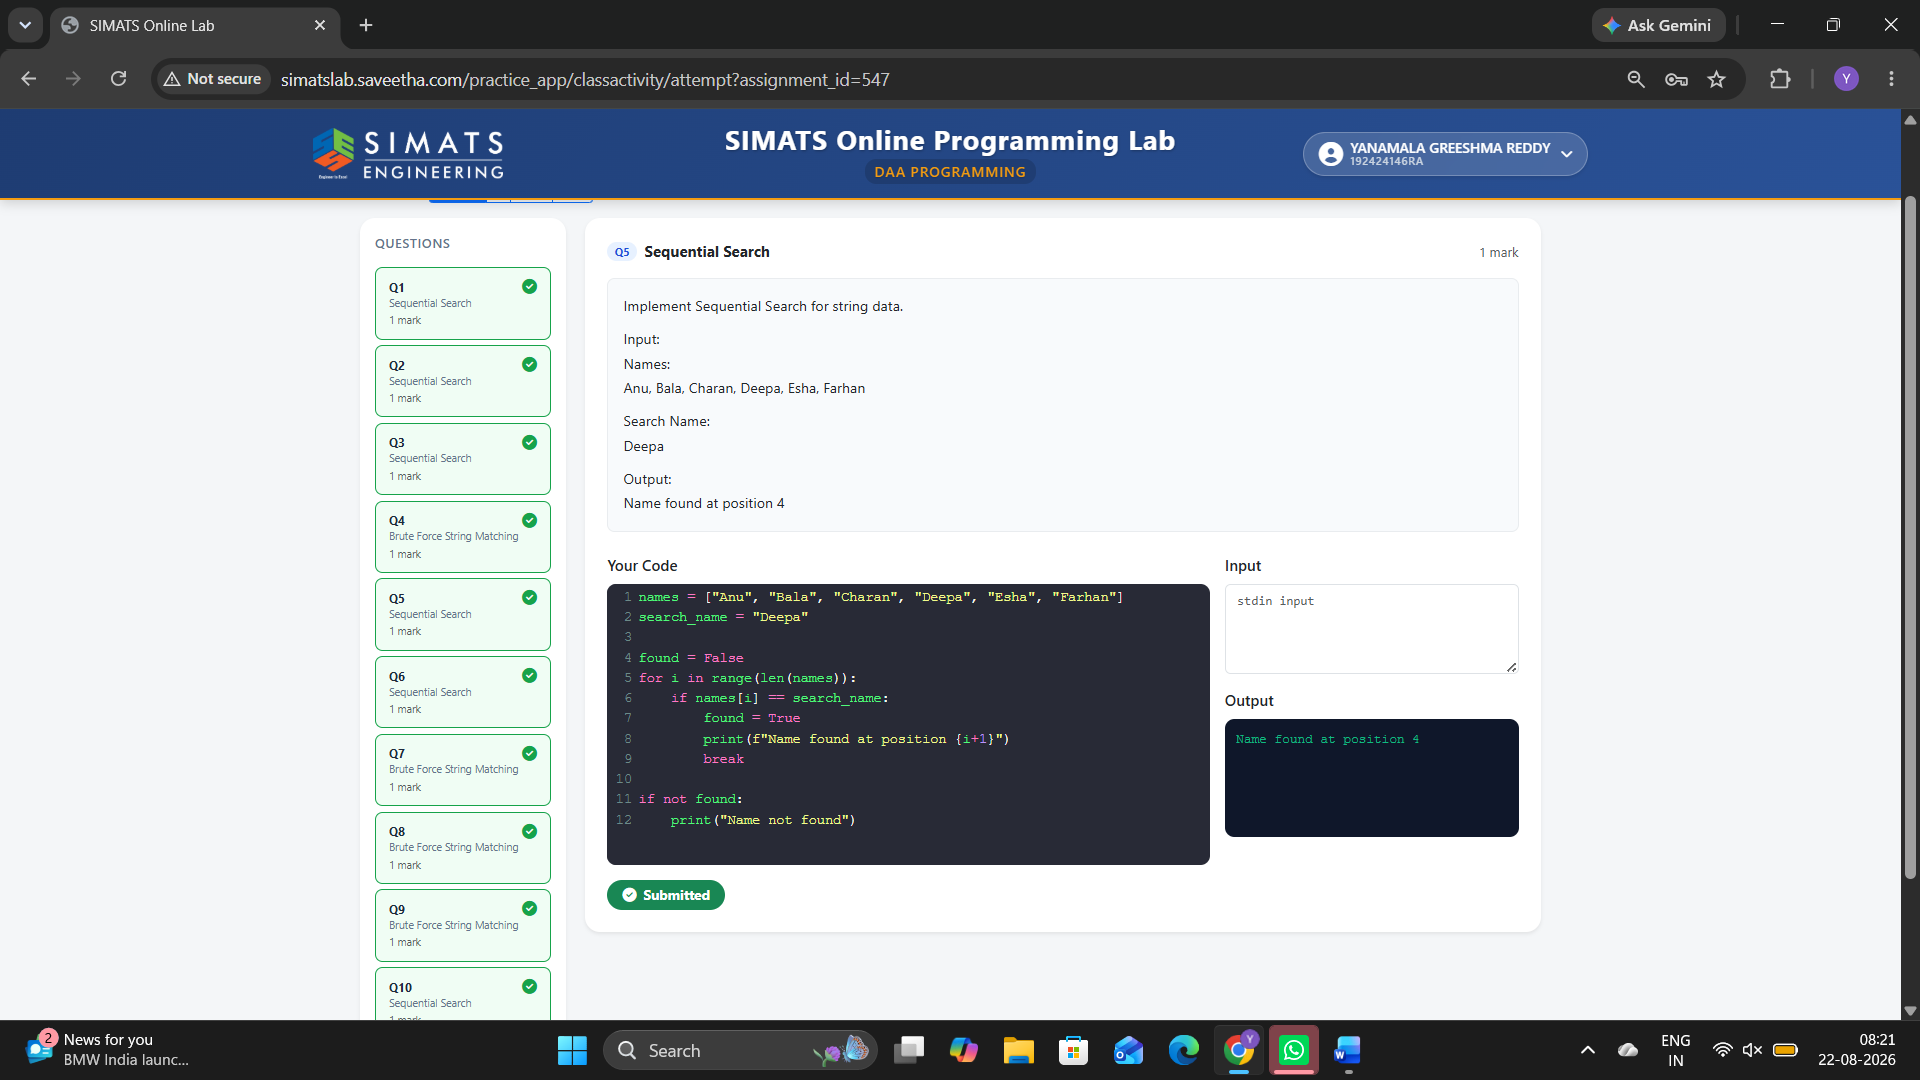 SIMATS Online Lab
Ask Gemini
Not secure
simatslab.saveetha.com/practice_app/classactivity/attempt?assignment_id=547
Y
SIMATS
ENGINEERING
Engineer to Excel
SIMATS Online Programming Lab
DAA PROGRAMMING
YANAMALA GREESHMA REDDY
192424146RA
QUESTIONS
Q1
Sequential Search
1 mark
Q2
Sequential Search
1 mark
Q3
Sequential Search
1 mark
Q4
Brute Force String Matching
1 mark
Q5
Sequential Search
1 mark
Q6
Sequential Search
1 mark
Q7
Brute Force String Matching
1 mark
Q8
Brute Force String Matching
1 mark
Q9
Brute Force String Matching
1 mark
Q10
Sequential Search
1 mark
Q5 Sequential Search
1 mark
Implement Sequential Search for string data.
Input:
Names:
Anu, Bala, Charan, Deepa, Esha, Farhan
Search Name:
Deepa
Output:
Name found at position 4
Your Code
1 names = ["Anu", "Bala", "Charan", "Deepa", "Esha", "Farhan"]
2 search_name = "Deepa"
3
4 found = False
5 for i in range(len(names)):
6     if names[i] == search_name:
7         found = True
8         print(f"Name found at position {i+1}")
9         break
10
11 if not found:
12     print("Name not found")
Submitted
Input
stdin input
Output
Name found at position 4
2
News for you
BMW India launc...
Search
Y
W
ENG
IN
08:21
22-08-2026